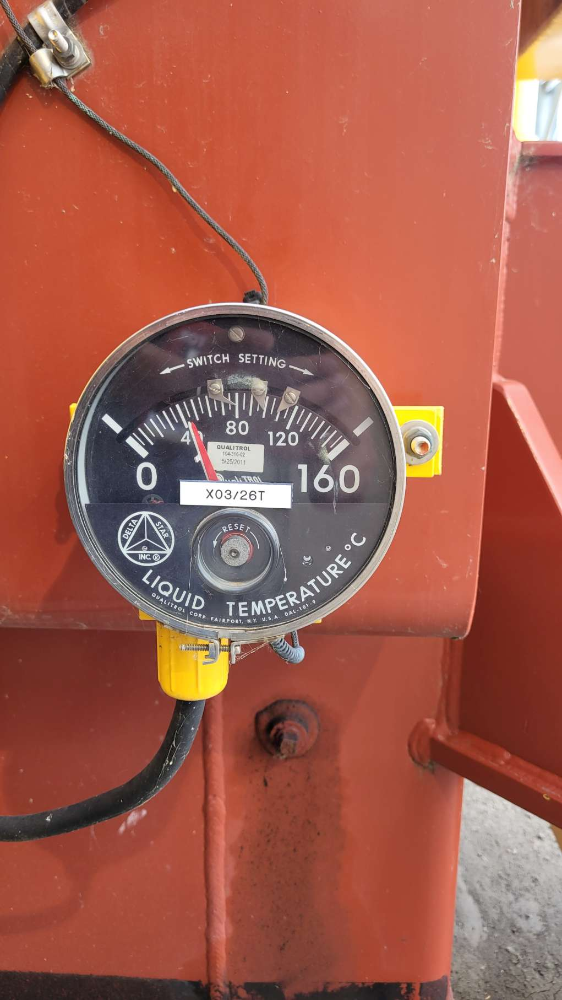 SWITCH SETTING
80
120
0
160
QUALITROL
104-316-02
5/25/2011
X03/26T
DELTA
STAR
INC.®
RESET
LIQUID TEMPERATURE °C
QUALITROL CORP. FAIRPORT, N.Y. U.S.A. DAL-101-9